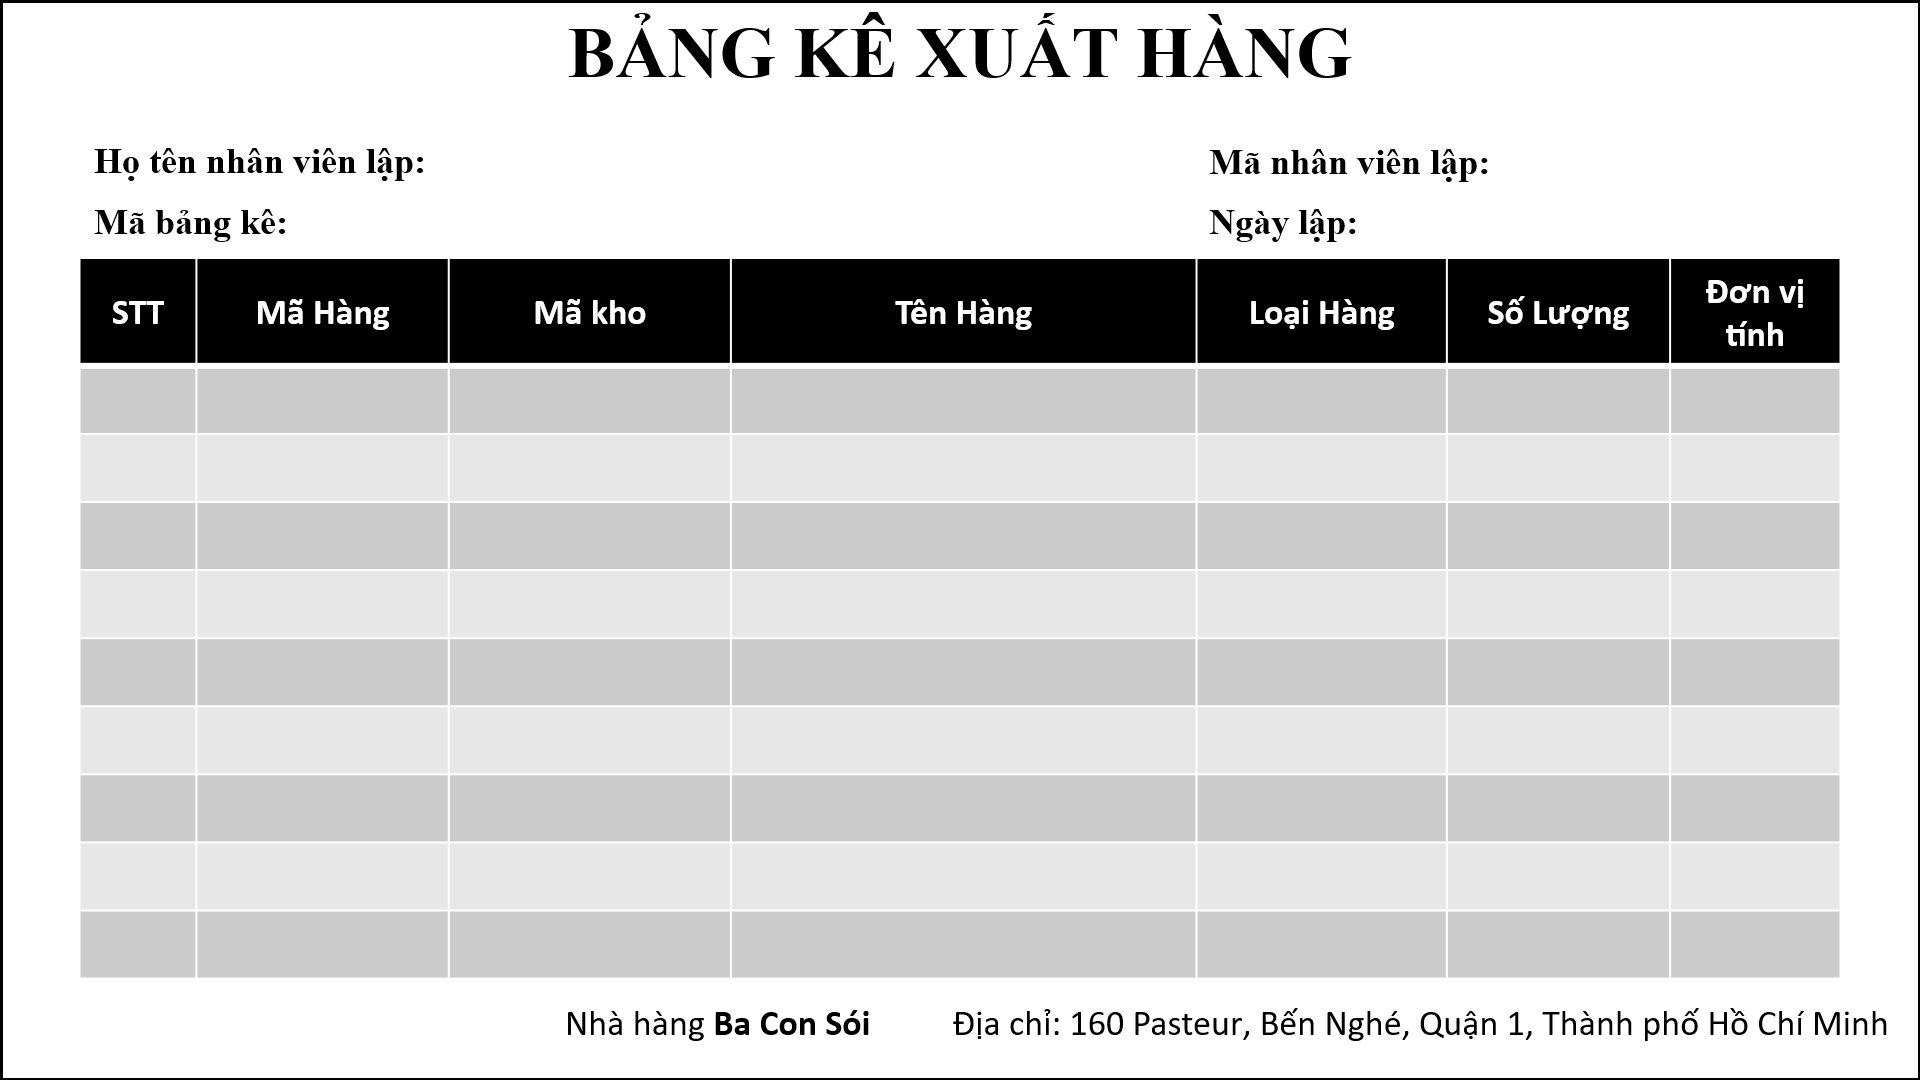 BẢNG KÊ XUẤT HÀNG
Họ tên nhân viên lập:
Mã nhân viên lập:
Mã bảng kê:
Ngày lập:
STT
Mã Hàng
Mã kho
Tên Hàng
Loại Hàng
Số Lượng
Đơn vị
tính
Nhà hàng Ba Con Sói
Địa chỉ: 160 Pasteur, Bến Nghé, Quận 1, Thành phố Hồ Chí Minh